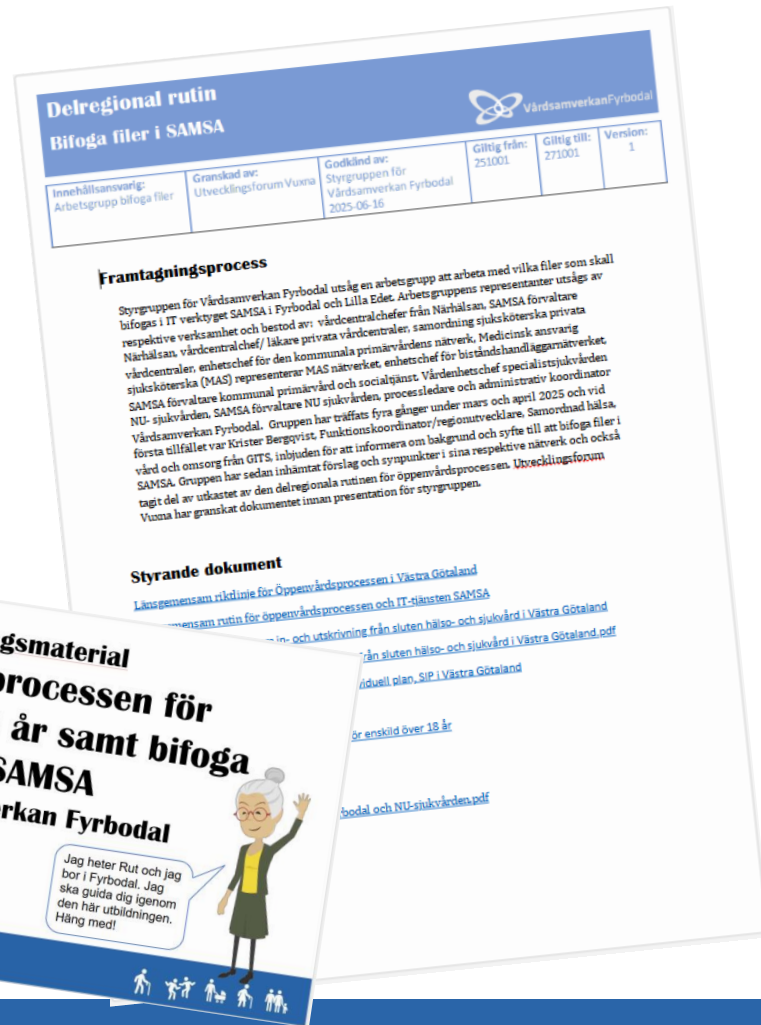 Delregional rutin
Bifoga filer i SAMSA
VårdsamverkanFyrbodal
Innehållsansvarig:
Arbetsgrupp bifoga filer
Granskad av:
Utvecklingsforum Vuxna
Godkänd av:
Styrgruppen för
Vårdsamverkan Fyrbodal
2025-06-16
Giltig från:
251001
Giltig till:
271001
Version:
1
Framtagningsprocess
Styrgruppen för Vårdsamverkan Fyrbodal utsåg en arbetsgrupp att arbeta med vilka filer som skall
bifogas i IT verktyget SAMSA i Fyrbodal och Lilla Edet. Arbetsgruppens representanter utsågs av
respektive verksamhet och bestod av: vårdcentralchefer från Närhälsan, SAMSA förvaltare
Närhälsan, vårdcentralchef/ läkare privata vårdcentraler, samordning sjuksköterska privata
vårdcentraler, enhetschef för den kommunala primärvårdens nätverk, Medicinsk ansvarig
sjuksköterska (MAS) representerar MAS nätverket, enhetschef för biståndshandläggarnätverket,
SAMSA förvaltare kommunal primärvård och socialtjänst. Vårdenhetschef specialistsjukvården
NU- sjukvården, SAMSA förvaltare NU sjukvården, processledare och administrativ koordinator
Vårdsamverkan Fyrbodal. Gruppen har träffats fyra gånger under mars och april 2025 och vid
första tillfället var Krister Bergqvist, Funktionskoordinator/regionutvecklare, Samordnad hälsa,
vård och omsorg från GITS, inbjuden för att informera om bakgrund och syfte till att bifoga filer i
SAMSA. Gruppen har sedan inhämtat förslag och synpunkter i sina respektive nätverk och också
tagit del av utkastet av den delregionala rutinen för öppenvårdsprocessen. Utvecklingsforum
Vuxna har granskat dokumentet innan presentation för styrgruppen.
Styrande dokument
Länsgemensam riktlinje för Öppenvårdsprocessen i Västra Götaland
mensam rutin för öppenvårdsprocessen och IT-tjänsten SAMSA
in- och utskrivning från sluten hälso- och sjukvård i Västra Götaland
rån sluten hälso- och sjukvård i Västra Götaland.pdf
viduell plan, SIP i Västra Götaland
ör enskild över 18 år
bodal och NU-sjukvården.pdf
gsmaterial
processen för
år samt bifoga
SAMSA
rkan Fyrbodal
Jag heter Rut och jag
bor i Fyrbodal. Jag
ska guida dig igenom
den här utbildningen.
Häng med!